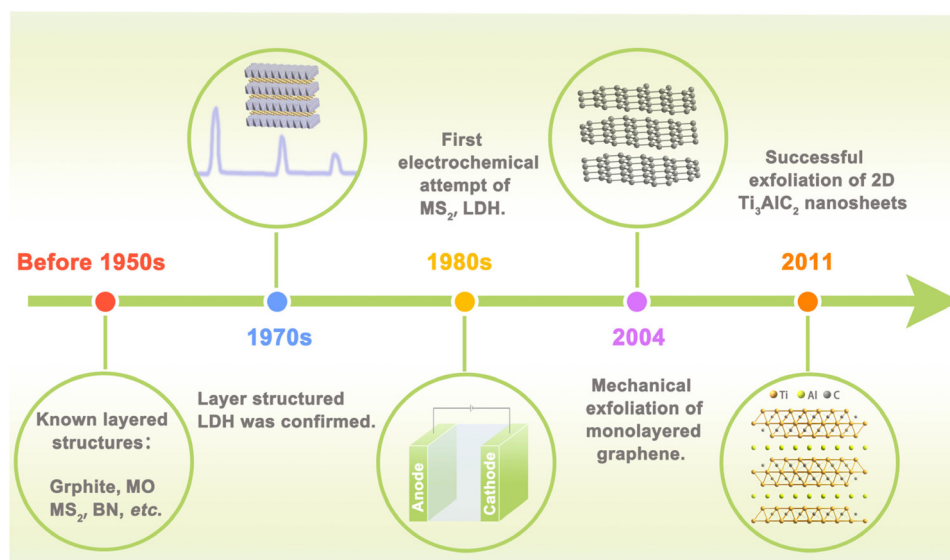 Before 1950s
Known layered
structures:
Grphite, MO
MS₂, BN, etc.
1970s
Layer structured
LDH was confirmed.
First
electrochemical
attempt of
MS₂, LDH.
1980s
Anode
Cathode
2004
Mechanical
exfoliation of
monolayered
graphene.
Successful
exfoliation of 2D
Ti₃AlC₂ nanosheets
2011
Ti Al C